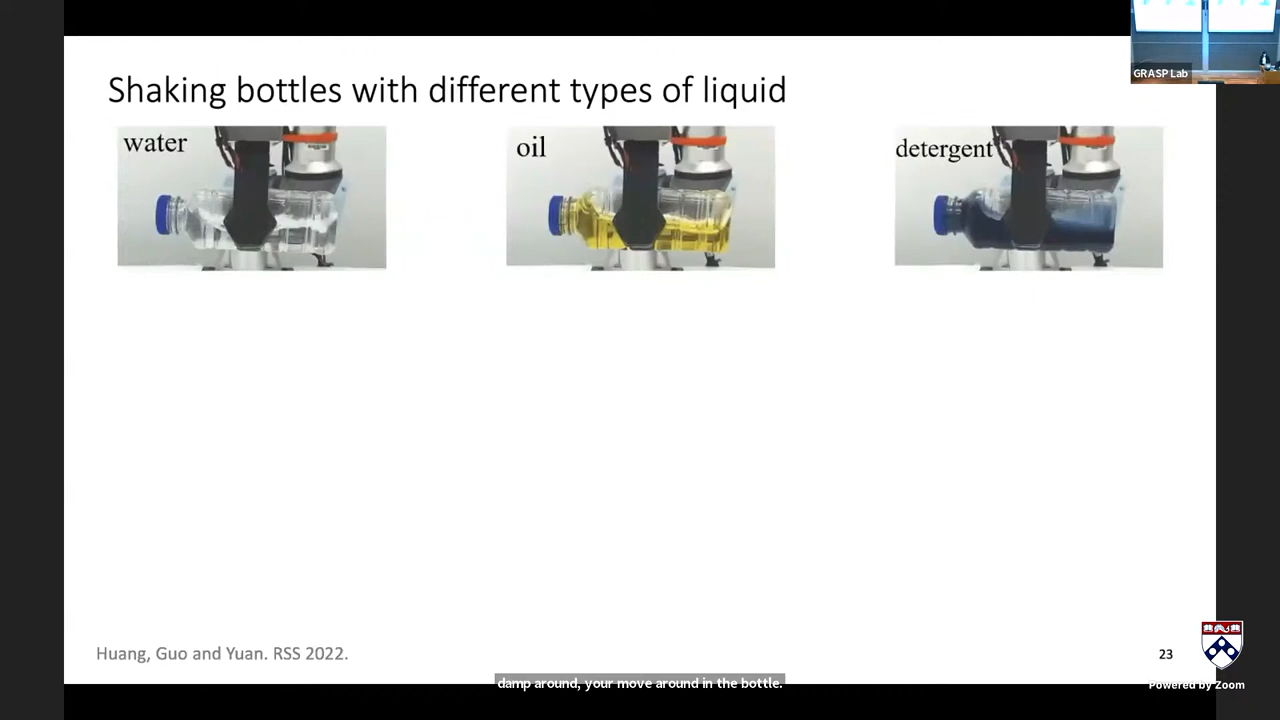 GRASP Lab
Shaking bottles with different types of liquid
water
oil
detergent
Huang, Guo and Yuan. RSS 2022.
23
damp around, your move around in the bottle.
Powered by Zoom